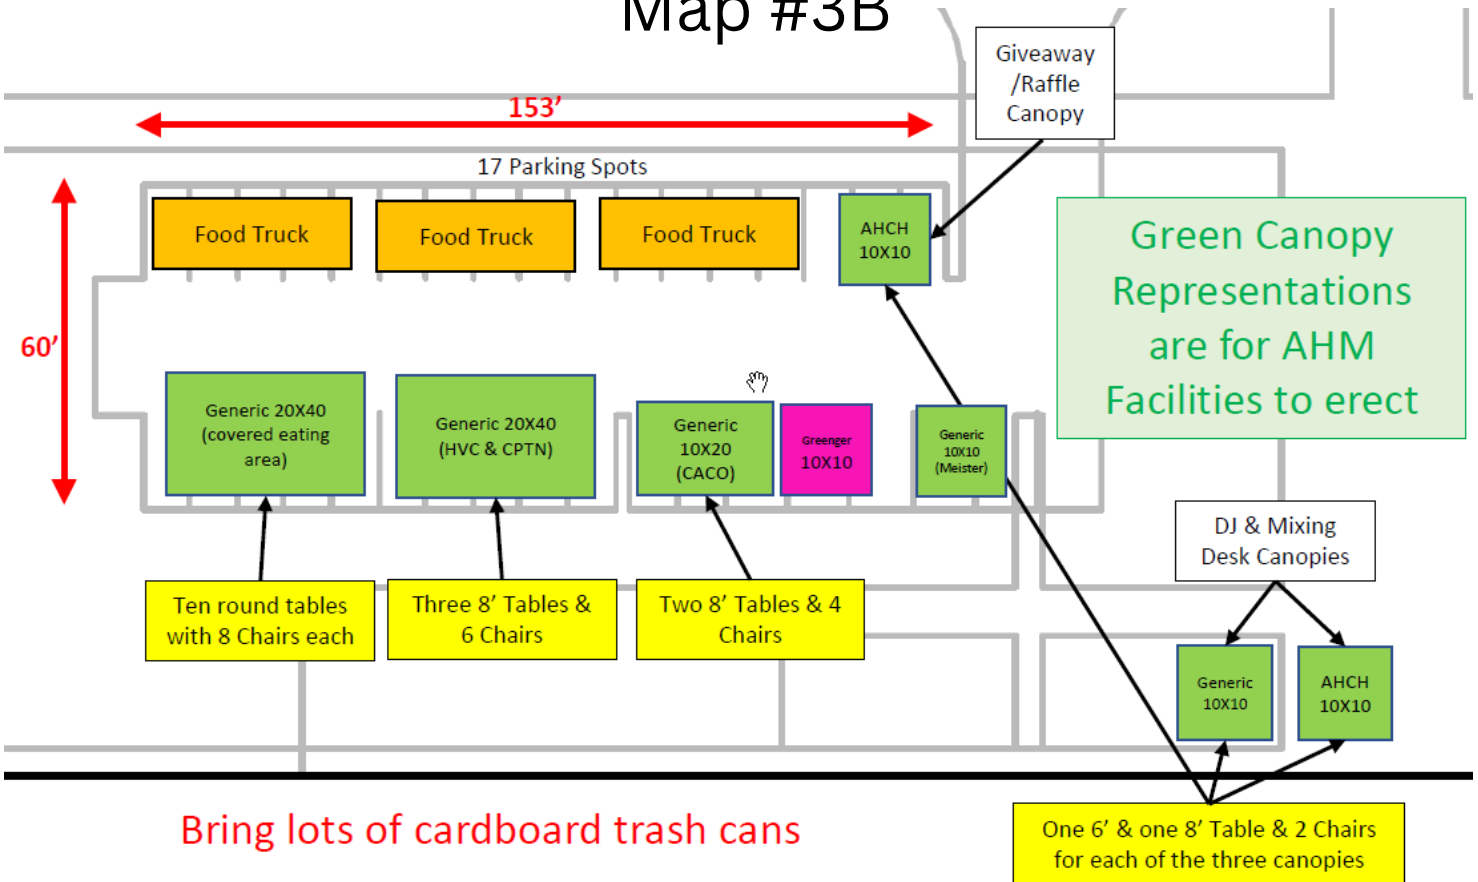 Map #3B
Giveaway
/Raffle
Canopy
153’
17 Parking Spots
Food Truck
Food Truck
Food Truck
AHCH
10X10
Green Canopy
Representations
are for AHM
Facilities to erect
60’
Generic 20X40
(covered eating
area)
Generic 20X40
(HVC & CPTN)
Generic
10X20
(CACO)
Greenger
10X10
Generic
10X10
(Meister)
DJ & Mixing
Desk Canopies
Ten round tables
with 8 Chairs each
Three 8’ Tables &
6 Chairs
Two 8’ Tables & 4
Chairs
Generic
10X10
AHCH
10X10
Bring lots of cardboard trash cans
One 6’ & one 8’ Table & 2 Chairs
for each of the three canopies